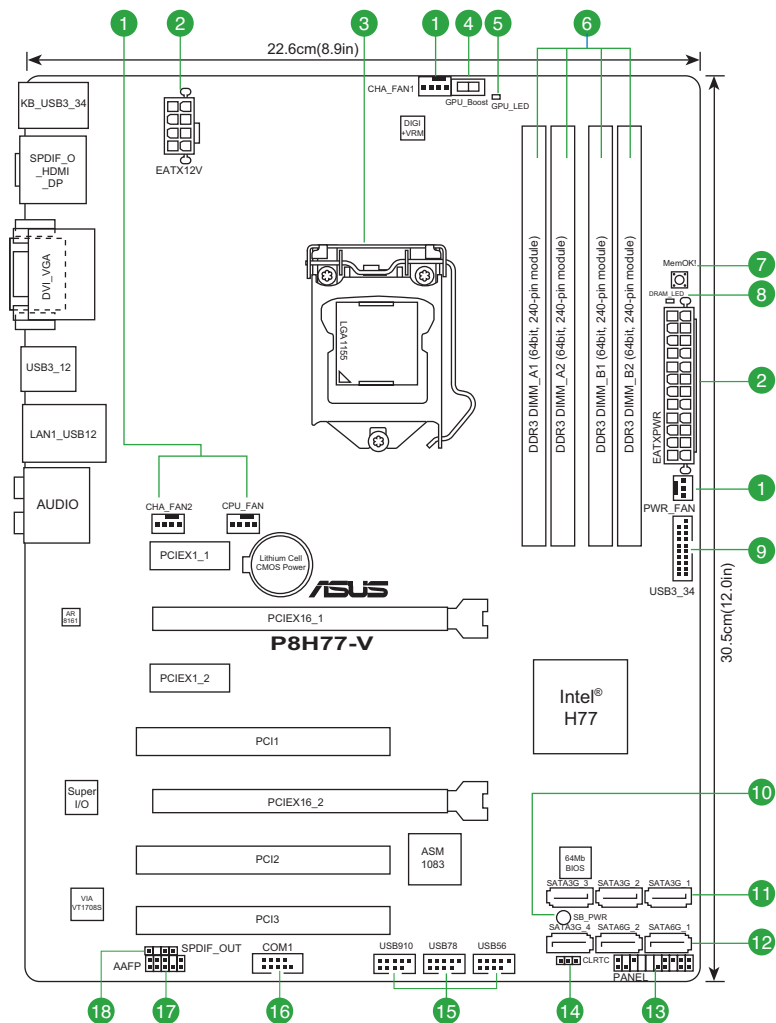 1 2 3 1 4 5 6
22.6cm(8.9in)
KB_USB3_34
CHA_FAN1
GPU_Boost
GPU_LED
DIGI
+VRM
SPDIF_O
_HDMI
_DP
EATX12V
DVI_VGA
LGA1155
DDR3 DIMM_A1 (64bit, 240-pin module)
DDR3 DIMM_A2 (64bit, 240-pin module)
DDR3 DIMM_B1 (64bit, 240-pin module)
DDR3 DIMM_B2 (64bit, 240-pin module)
MemOK!
7
DRAM_LED
8
2
EATXPWR
USB3_12
1
LAN1_USB12
AUDIO
CHA_FAN2
CPU_FAN
1
PWR_FAN
9
USB3_34
30.5cm(12.0in)
PCIEX1_1
Lithium Cell
CMOS Power
ASUS
AR
8161
PCIEX16_1
P8H77-V
PCIEX1_2
Intel®
H77
PCI1
Super
I/O
PCIEX16_2
10
PCI2
ASM
1083
64Mb
BIOS
SATA3G_3
SATA3G_2
SATA3G_1
11
VIA
VT1708S
PCI3
SB_PWR
SATA3G_4
SATA6G_2
SATA6G_1
12
SPDIF_OUT
AAFP
COM1
USB910
USB78
USB56
CLRTC
PANEL
18 17 16 15 14 13